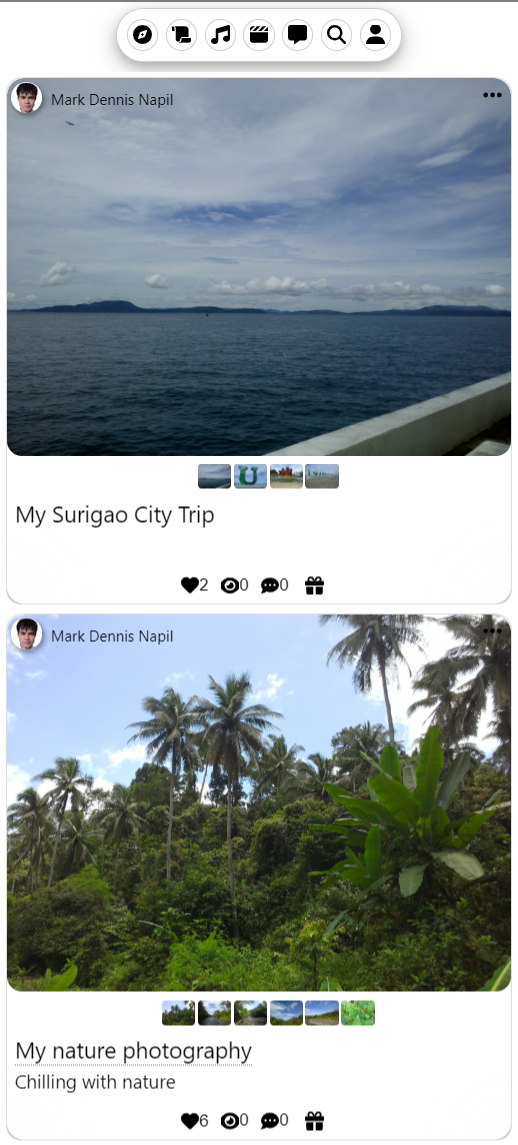 Mark Dennis Napil
U
My Surigao City Trip
2 0 0
Mark Dennis Napil
My nature photography
Chilling with nature
6 0 0